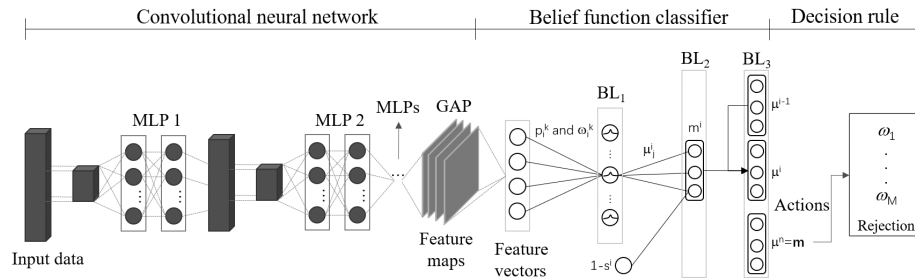 Convolutional neural network
Belief function classifier
Decision rule
MLP 1
MLP 2
MLPs
GAP
BL1
BL2
BL3
...
Input data
Feature
maps
Feature
vectors
pᵢᵏ and ωᵢᵏ
μʲᵢ
mⁱ
1-sⁱ
μⁱ⁻¹
μⁱ
μⁿ=m
Actions
ω1
.
.
ωM
Rejection